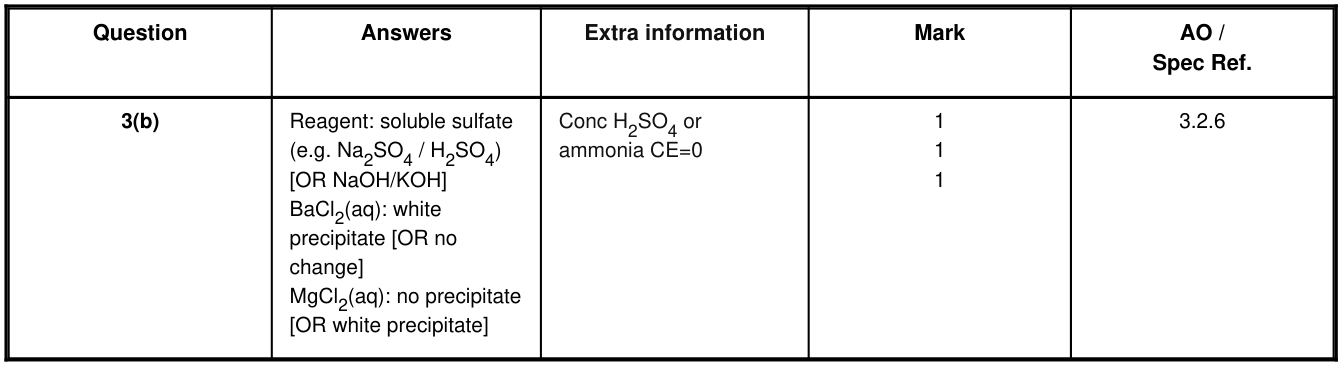 Question Answers Extra information Mark AO /
Spec Ref.
3(b)
Reagent: soluble sulfate
(e.g. Na2SO4 / H2SO4)
[OR NaOH/KOH]
BaCl2(aq): white
precipitate [OR no
change]
MgCl2(aq): no precipitate
[OR white precipitate]
Conc H2SO4 or
ammonia CE=0
1
1
1
3.2.6